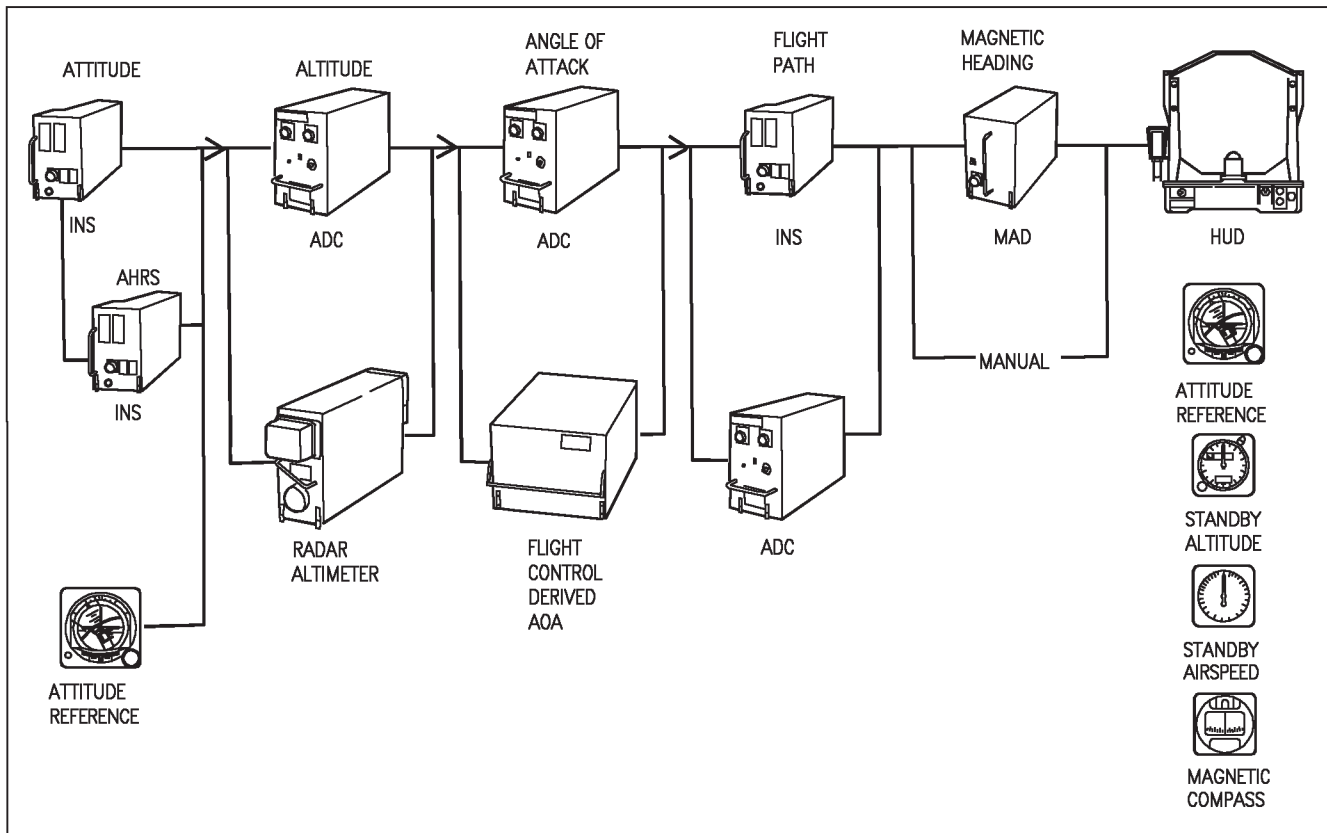 ATTITUDE
ALTITUDE
ANGLE OF
ATTACK
FLIGHT
PATH
MAGNETIC
HEADING
INS
ADC
ADC
INS
MAD
HUD
AHRS
INS
MANUAL
ATTITUDE
REFERENCE
RADAR
ALTIMETER
FLIGHT
CONTROL
DERIVED
AOA
ADC
STANDBY
ALTITUDE
STANDBY
AIRSPEED
ATTITUDE
REFERENCE
MAGNETIC
COMPASS